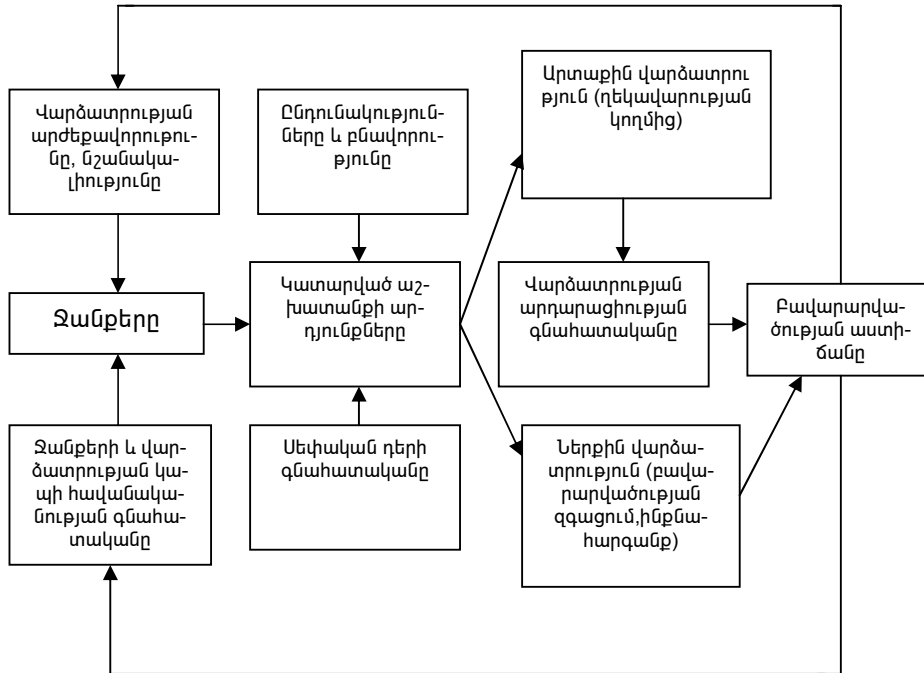 Վարձատրության
արժեքավորութու-
նը, նշանակա-
լիությունը
Ընդունակություն-
ները և բնավորու-
թյունը
Արտաքին վարձատրու
թյուն (ղեկավարության
կողմից)
Ջանքերը
Կատարված աշ-
խատանքի ար-
դյունքները
Վարձատրության
արդարացիության
գնահատականը
Բավարարվա-
ծության աստի-
ճանը
Ջանքերի և վար-
ձատրության կա-
պի հավանակա-
նության գնահա-
տականը
Սեփական դերի
գնահատականը
Ներքին վարձա-
տրություն (բավա-
րարվածության
զգացում,ինքնա-
հարգանք)